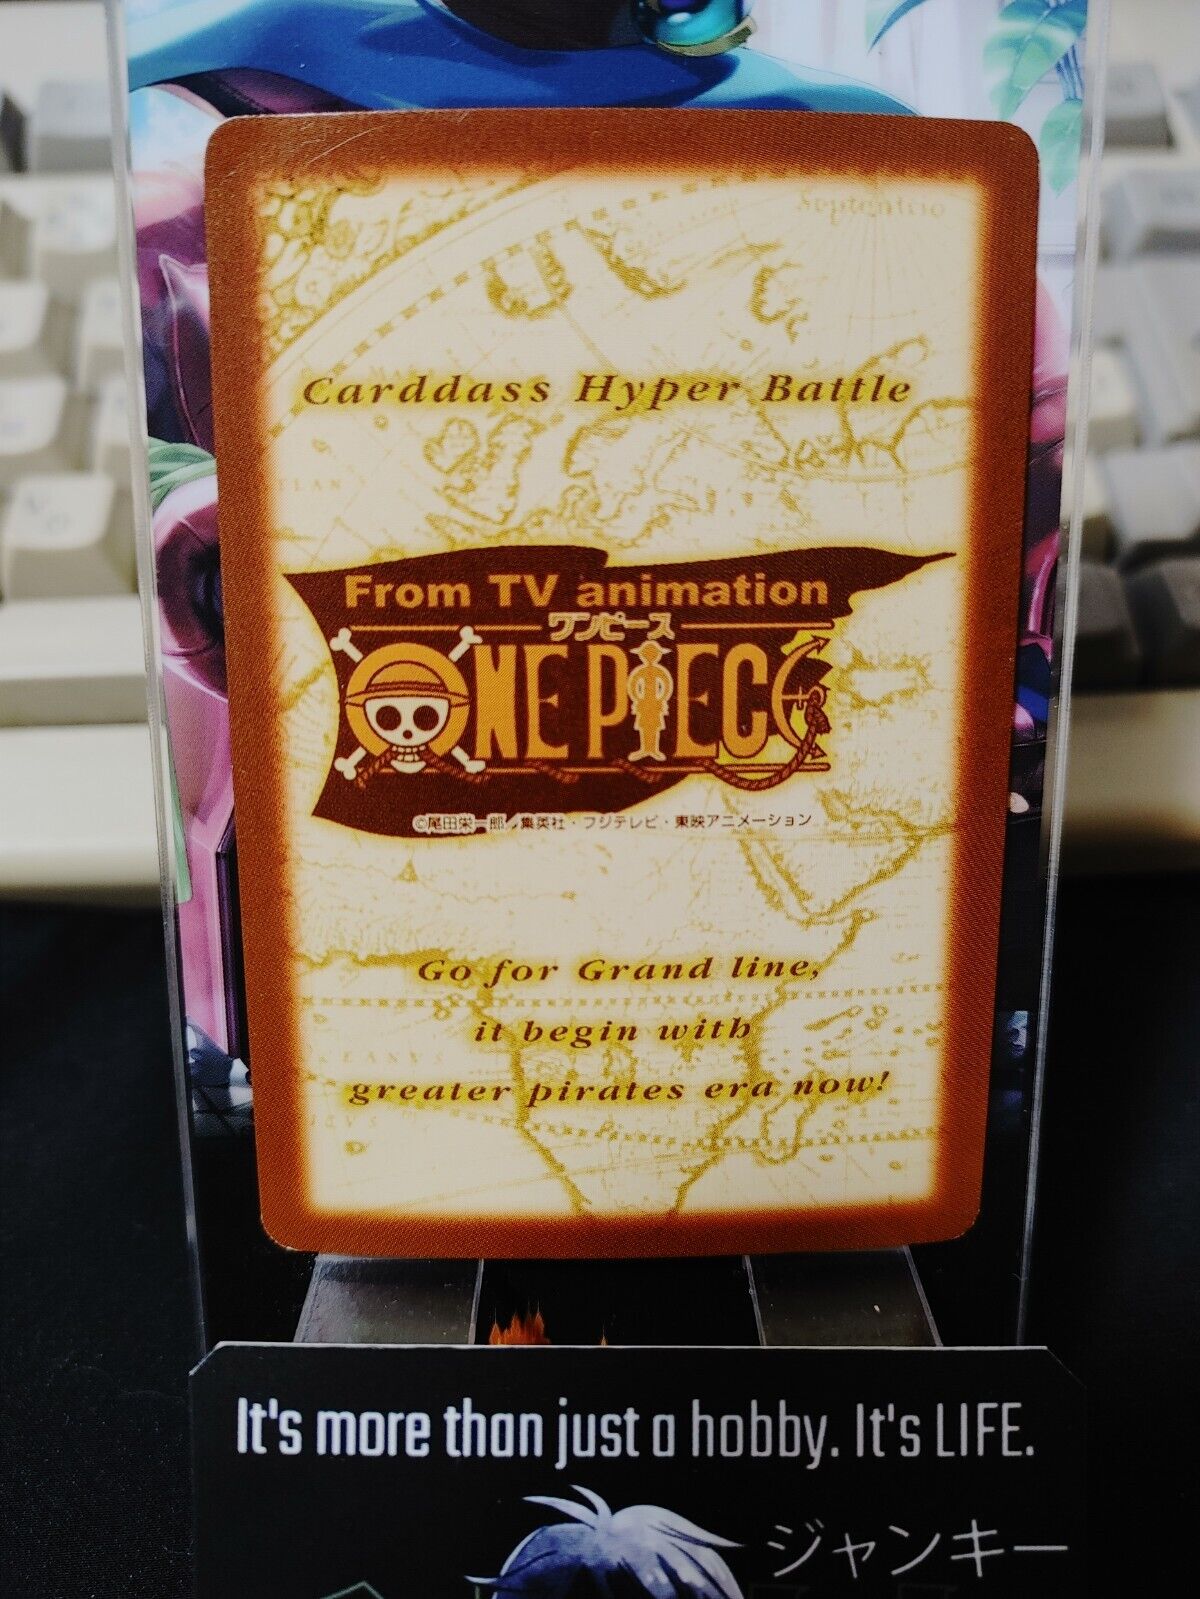 Septentrio
Carddass Hyper Battle
From TV animation
ワンピース
ONE PIECE
©尾田栄一郎／集英社・フジテレビ・東映アニメーション
Go for Grand line,
it begin with
greater pirates era now!
It's more than just a hobby. It's LIFE.
ジャンキー